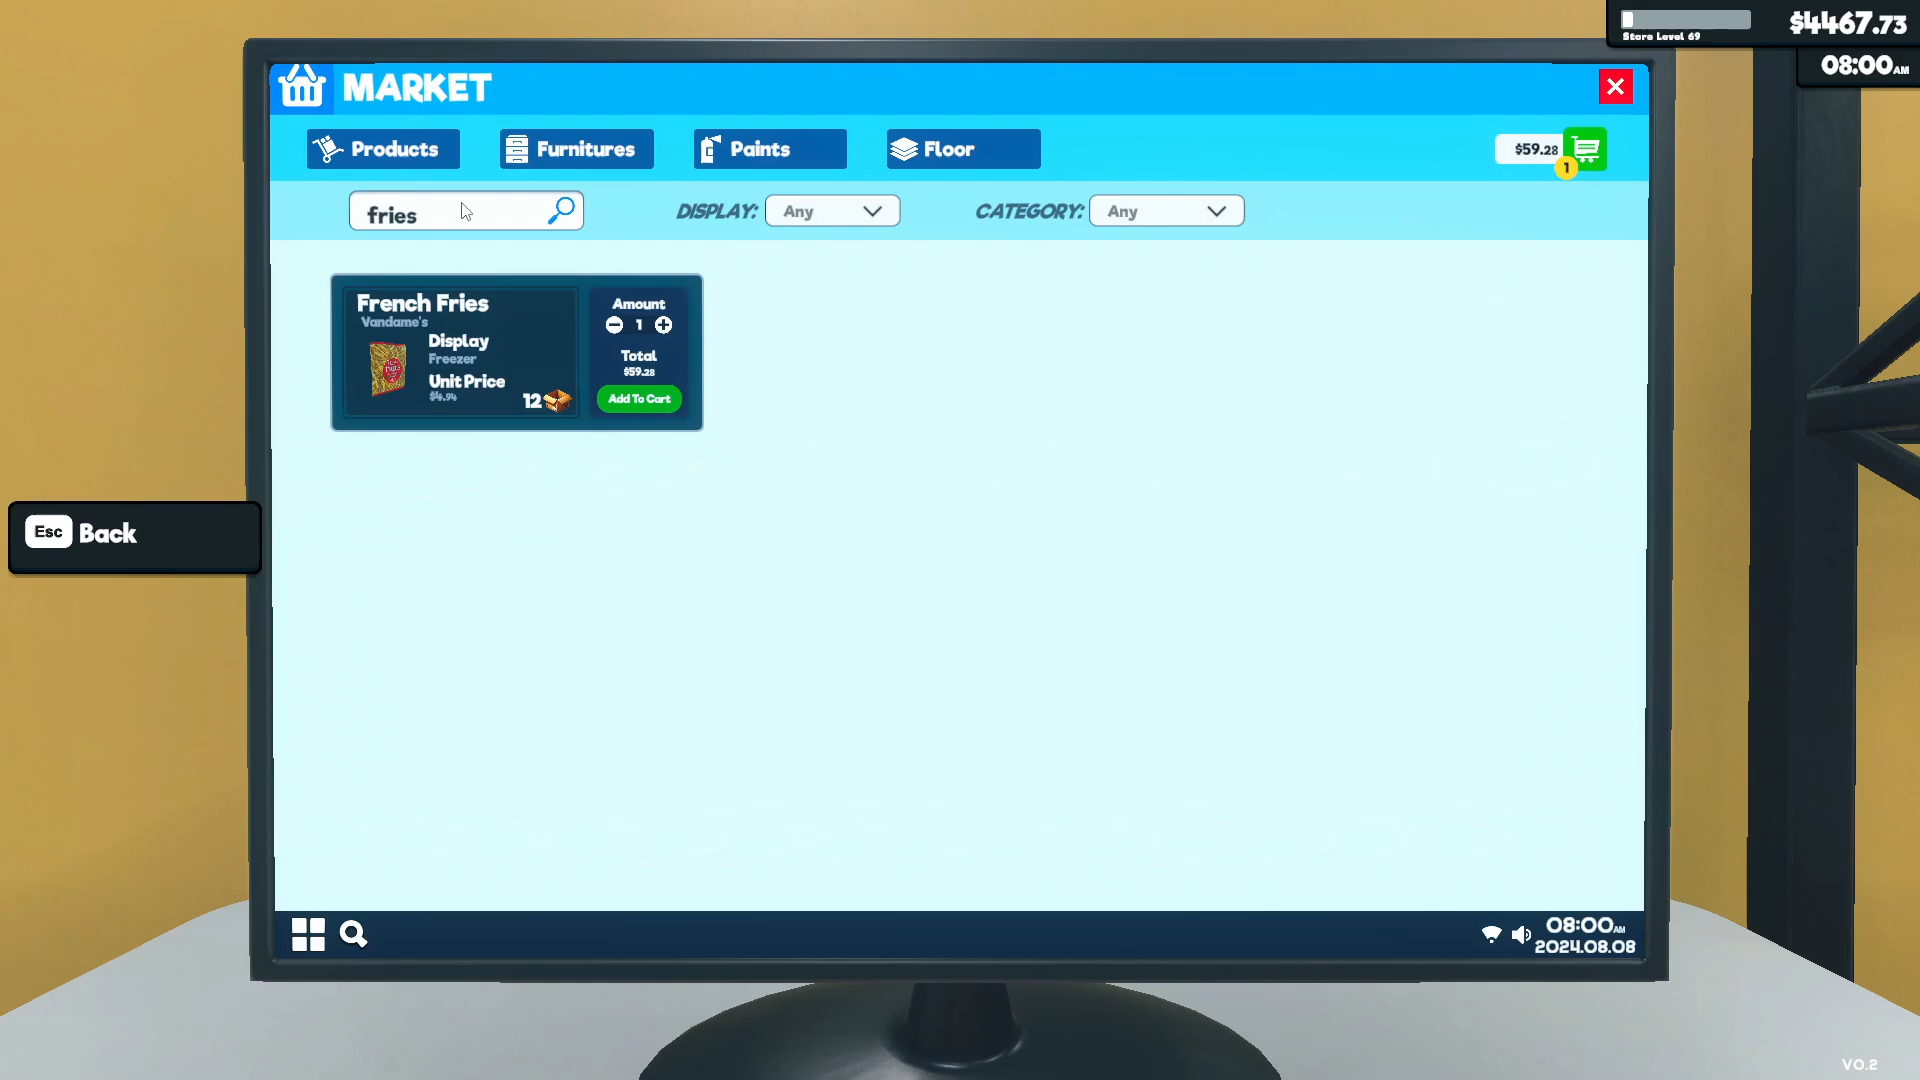 $4467.73
Store Level 69
08:00AM
MARKET
Products
Furnitures
Paints
Floor
$59.28
1
fries
DISPLAY:
Any
CATEGORY:
Any
French Fries
Vandame's
Display
Freezer
Unit Price
$4.94
12
Amount
1
Total
$59.28
Add To Cart
Esc Back
08:00AM
2024.08.08
V0.2